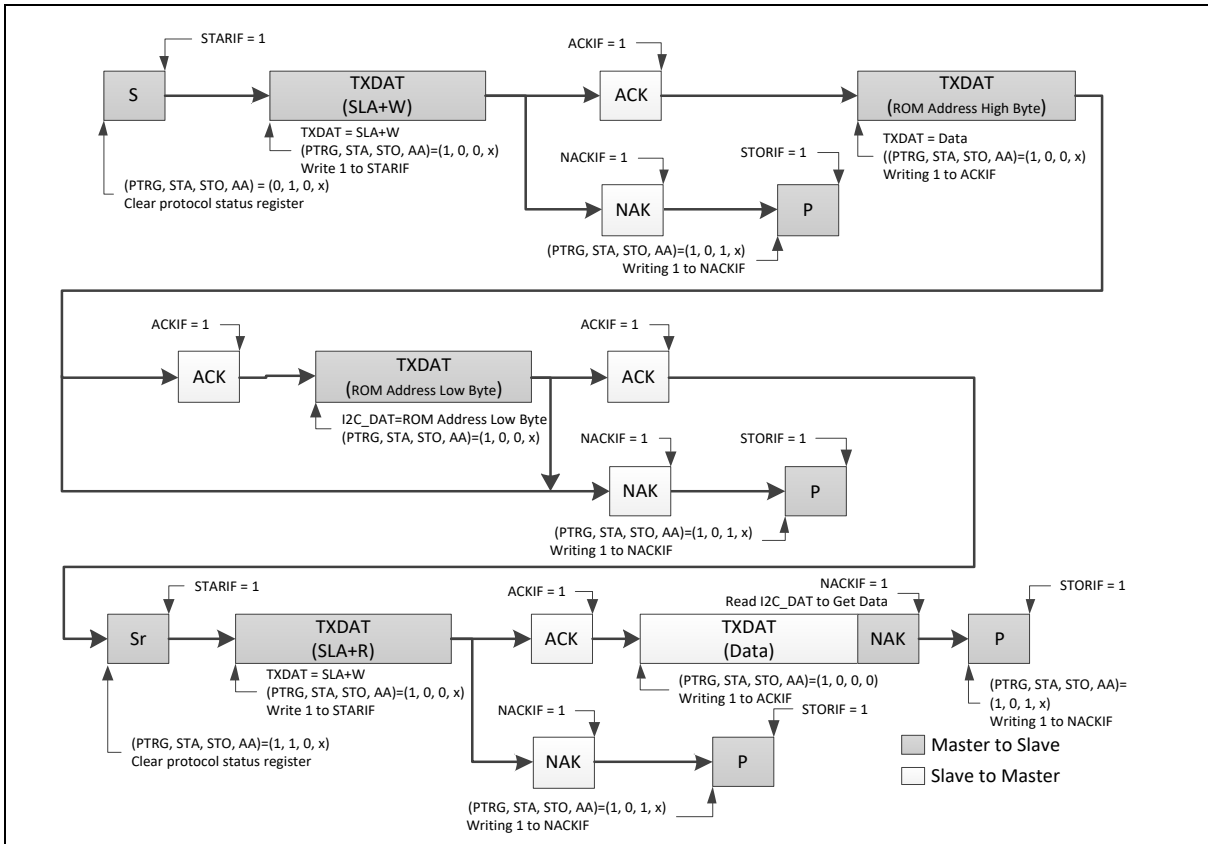 STARIF = 1
S
TXDAT
(SLA+W)
TXDAT = SLA+W
(PTRG, STA, STO, AA)=(1, 0, 0, x)
Write 1 to STARIF
(PTRG, STA, STO, AA) = (0, 1, 0, x)
Clear protocol status register
ACKIF = 1
ACK
NACKIF = 1
NAK
STORIF = 1
P
(PTRG, STA, STO, AA)=(1, 0, 1, x)
Writing 1 to NACKIF
TXDAT
(ROM Address High Byte)
TXDAT = Data
((PTRG, STA, STO, AA)=(1, 0, 0, x)
Writing 1 to ACKIF
ACKIF = 1
ACK
TXDAT
(ROM Address Low Byte)
I2C_DAT=ROM Address Low Byte
(PTRG, STA, STO, AA)=(1, 0, 0, x)
ACKIF = 1
ACK
NACKIF = 1
NAK
STORIF = 1
P
(PTRG, STA, STO, AA)=(1, 0, 1, x)
Writing 1 to NACKIF
STARIF = 1
Sr
TXDAT
(SLA+R)
TXDAT = SLA+W
(PTRG, STA, STO, AA)=(1, 0, 0, x)
Write 1 to STARIF
(PTRG, STA, STO, AA)=(1, 1, 0, x)
Clear protocol status register
ACKIF = 1
ACK
TXDAT
(Data)
(PTRG, STA, STO, AA)=(1, 0, 0, 0)
Writing 1 to ACKIF
NACKIF = 1
Read I2C_DAT to Get Data
NAK
STORIF = 1
P
(PTRG, STA, STO, AA)=
(1, 0, 1, x)
Writing 1 to NACKIF
NACKIF = 1
NAK
STORIF = 1
P
(PTRG, STA, STO, AA)=(1, 0, 1, x)
Writing 1 to NACKIF
Master to Slave
Slave to Master